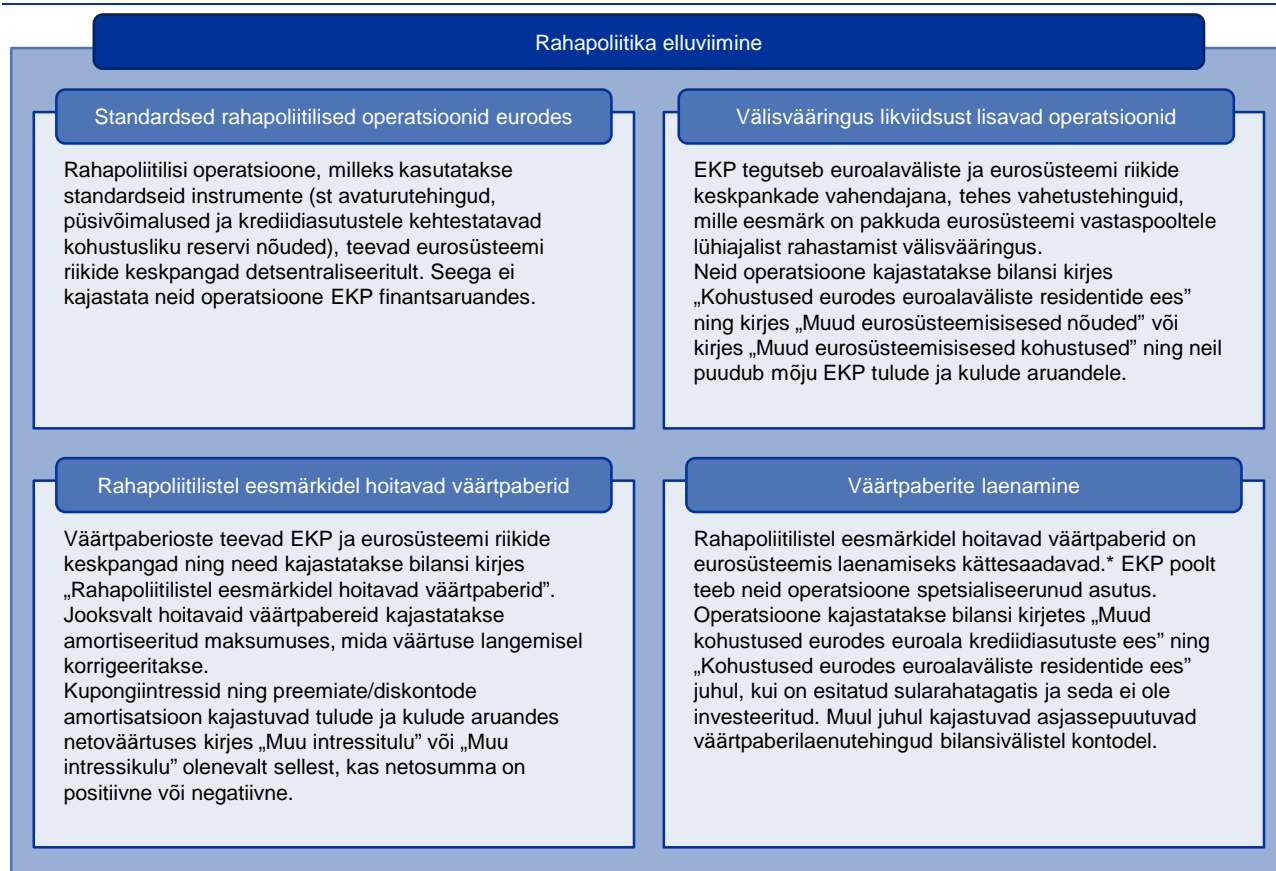 Rahapoliitika elluviimine
Standardsed rahapoliitilised operatsioonid eurodes
Rahapoliitilisi operatsioone, milleks kasutatakse
standardseid instrumente (st avaturutehingud,
püsivõimalused ja krediidiasutustele kehtestatavad
kohustusliku reservi nõuded), teevad eurosüsteemi
riikide keskpangad detsentraliseeritult. Seega ei
kajastata neid operatsioone EKP finantsaruandes.
Välisvääringus likviidsust lisavad operatsioonid
EKP tegutseb euroalaväliste ja eurosüsteemi riikide
keskpankade vahendajana, tehes vahetustehinguid,
mille eesmärk on pakkuda eurosüsteemi vastaspooltele
lühiajalist rahastamist välisvääringus.
Neid operatsioone kajastatakse bilansi kirjes
„Kohustused eurodes euroalaväliste residentide ees”
ning kirjes „Muud eurosüsteemisisesed nõuded” või
kirjes „Muud eurosüsteemisisesed kohustused” ning neil
puudub mõju EKP tulude ja kulude aruandele.
Rahapoliitilistel eesmärkidel hoitavad väärtpaberid
Väärtpaberioste teevad EKP ja eurosüsteemi riikide
keskpangad ning need kajastatakse bilansi kirjes
„Rahapoliitilistel eesmärkidel hoitavad väärtpaberid”.
Jooksvalt hoitavaid väärtpabereid kajastatakse
amortiseeritud maksumuses, mida väärtuse langemisel
korrigeeritakse.
Kupongiintressid ning preemiate/diskontode
amortisatsioon kajastuvad tulude ja kulude aruandes
netoväärtuses kirjes „Muu intressitulu” või „Muu
intressikulu” olenevalt sellest, kas netosumma on
positiivne või negatiivne.
Väärtpaberite laenamine
Rahapoliitilistel eesmärkidel hoitavad väärtpaberid on
eurosüsteemis laenamiseks kättesaadavad.* EKP poolt
teeb neid operatsioone spetsialiseerunud asutus.
Operatsioone kajastatakse bilansi kirjetes „Muud
kohustused eurodes euroala krediidiasutuste ees” ning
„Kohustused eurodes euroalaväliste residentide ees”
juhul, kui on esitatud sularahatagatis ja seda ei ole
investeeritud. Muul juhul kajastuvad asjassepuutuvad
väärtpaberilaenutehingud bilansivälistel kontodel.